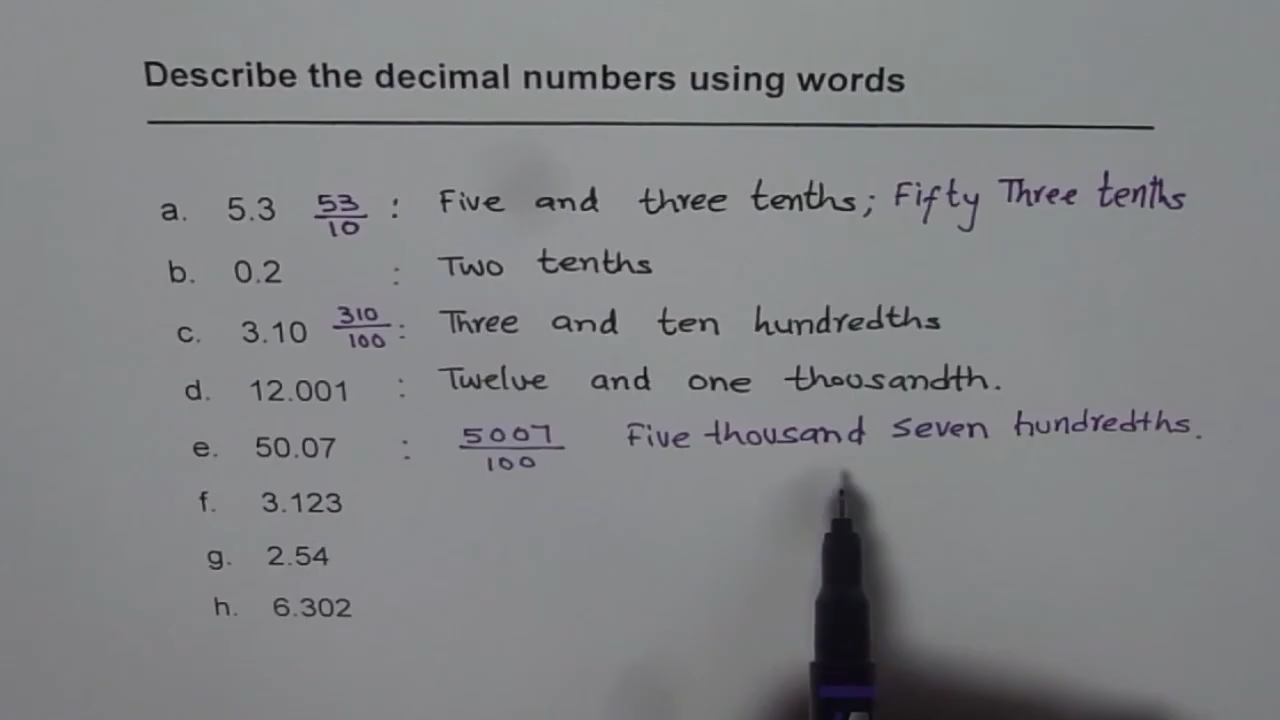 Describe the decimal numbers using words
a. 5.3 53/10 : Five and three tenths; Fifty Three tenths
b. 0.2 : Two tenths
c. 3.10 310/100 : Three and ten hundredths
d. 12.001 : Twelve and one thousandth.
e. 50.07 : 5007/100 Five thousand seven hundredths.
f. 3.123
g. 2.54
h. 6.302